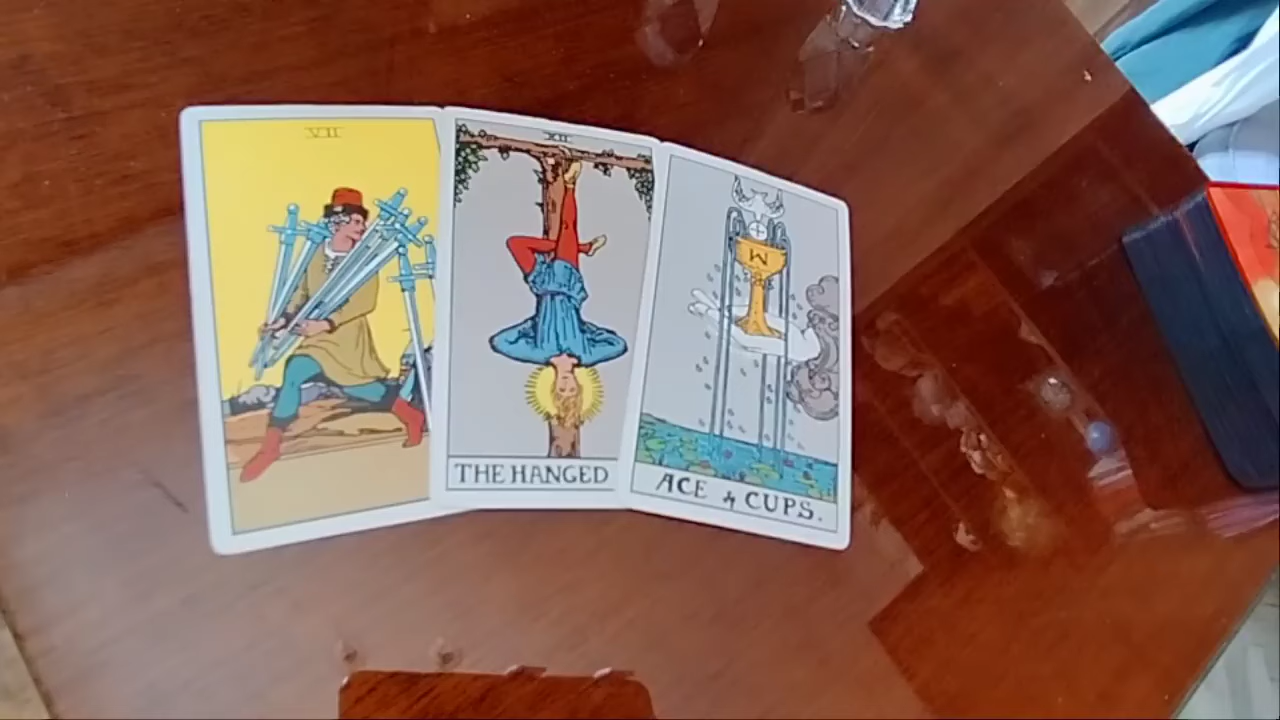 VII
XII
THE HANGED
W
ACE of CUPS.